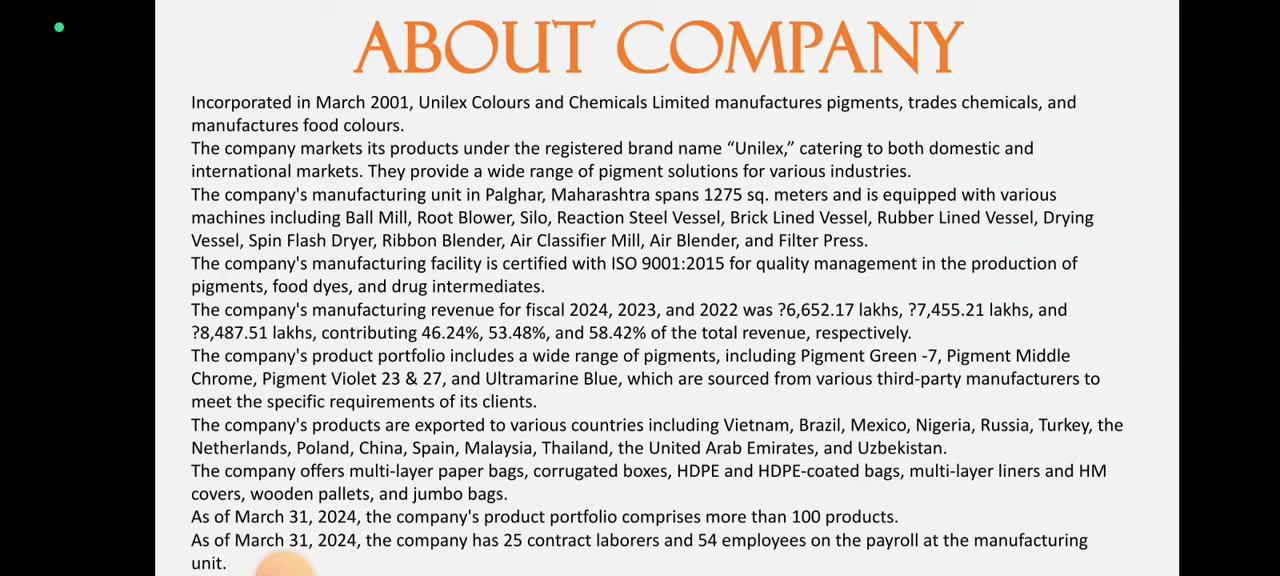 ABOUT COMPANY
Incorporated in March 2001, Unilex Colours and Chemicals Limited manufactures pigments, trades chemicals, and
manufactures food colours.
The company markets its products under the registered brand name “Unilex,” catering to both domestic and
international markets. They provide a wide range of pigment solutions for various industries.
The company's manufacturing unit in Palghar, Maharashtra spans 1275 sq. meters and is equipped with various
machines including Ball Mill, Root Blower, Silo, Reaction Steel Vessel, Brick Lined Vessel, Rubber Lined Vessel, Drying
Vessel, Spin Flash Dryer, Ribbon Blender, Air Classifier Mill, Air Blender, and Filter Press.
The company's manufacturing facility is certified with ISO 9001:2015 for quality management in the production of
pigments, food dyes, and drug intermediates.
The company's manufacturing revenue for fiscal 2024, 2023, and 2022 was ?6,652.17 lakhs, ?7,455.21 lakhs, and
?8,487.51 lakhs, contributing 46.24%, 53.48%, and 58.42% of the total revenue, respectively.
The company's product portfolio includes a wide range of pigments, including Pigment Green -7, Pigment Middle
Chrome, Pigment Violet 23 & 27, and Ultramarine Blue, which are sourced from various third-party manufacturers to
meet the specific requirements of its clients.
The company's products are exported to various countries including Vietnam, Brazil, Mexico, Nigeria, Russia, Turkey, the
Netherlands, Poland, China, Spain, Malaysia, Thailand, the United Arab Emirates, and Uzbekistan.
The company offers multi-layer paper bags, corrugated boxes, HDPE and HDPE-coated bags, multi-layer liners and HM
covers, wooden pallets, and jumbo bags.
As of March 31, 2024, the company's product portfolio comprises more than 100 products.
As of March 31, 2024, the company has 25 contract laborers and 54 employees on the payroll at the manufacturing
unit.